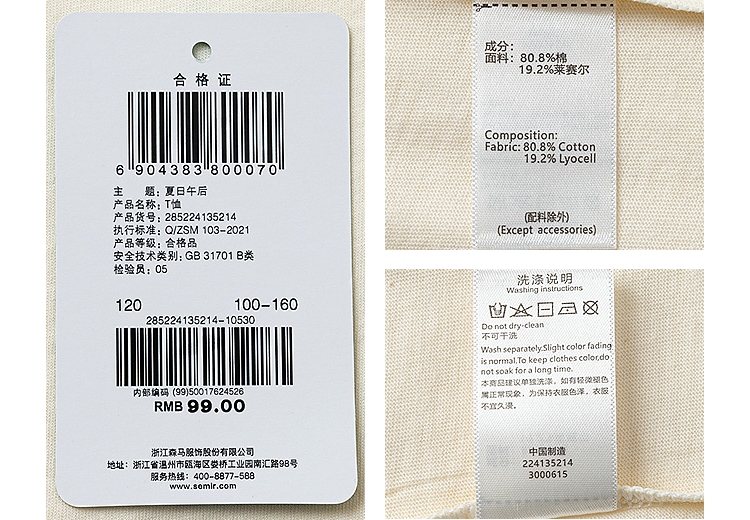 合格证
6 904383 800070
主　　题：夏日午后
产品名称：T恤
产品货号：285224135214
执行标准：Q/ZSM 103-2021
产品等级：合格品
安全技术类别：GB 31701 B类
检验员：05
120 100-160
285224135214-10530
内部编码 (99)50017624526
RMB 99.00
浙江森马服饰股份有限公司
地址：浙江省温州市瓯海区娄桥工业园南汇路98号
服务热线：400-8877-588
www.semir.com
成分：
面料：80.8%棉
19.2%莱赛尔
Composition:
Fabric: 80.8% Cotton
19.2% Lyocell
(配料除外)
(Except accessories)
洗涤说明
Washing instructions
Do not dry-clean
不可干洗
Wash separately.Slight color fading
is normal.To keep clothes color,do
not soak for a long time.
本商品建议单独洗涤，如有轻微褪色
属正常现象，为保持衣服色泽，衣服
不宜久浸。
中国制造
224135214
3000615